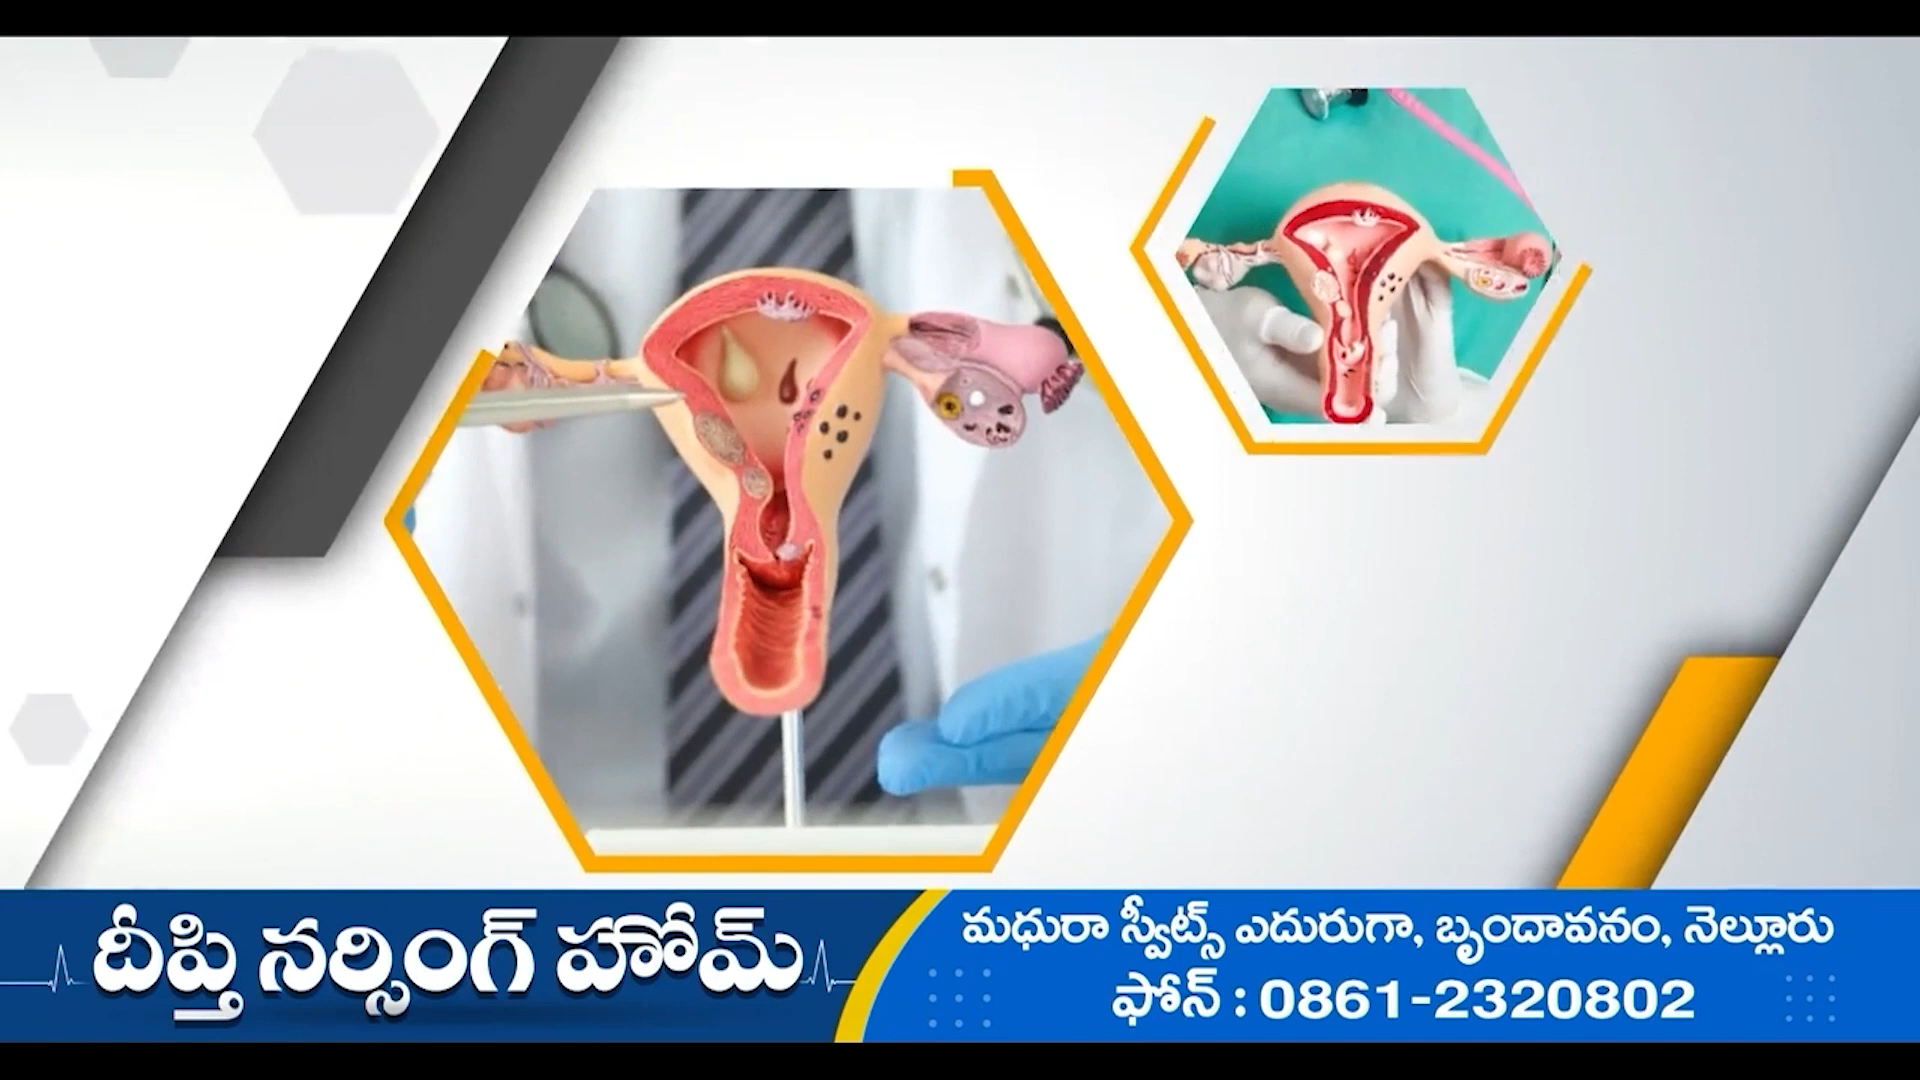 దీప్తి నర్సింగ్ హోమ్
మధురా స్వీట్స్ ఎదురుగా, బృందావనం, నెల్లూరు
ఫోన్ : 0861-2320802